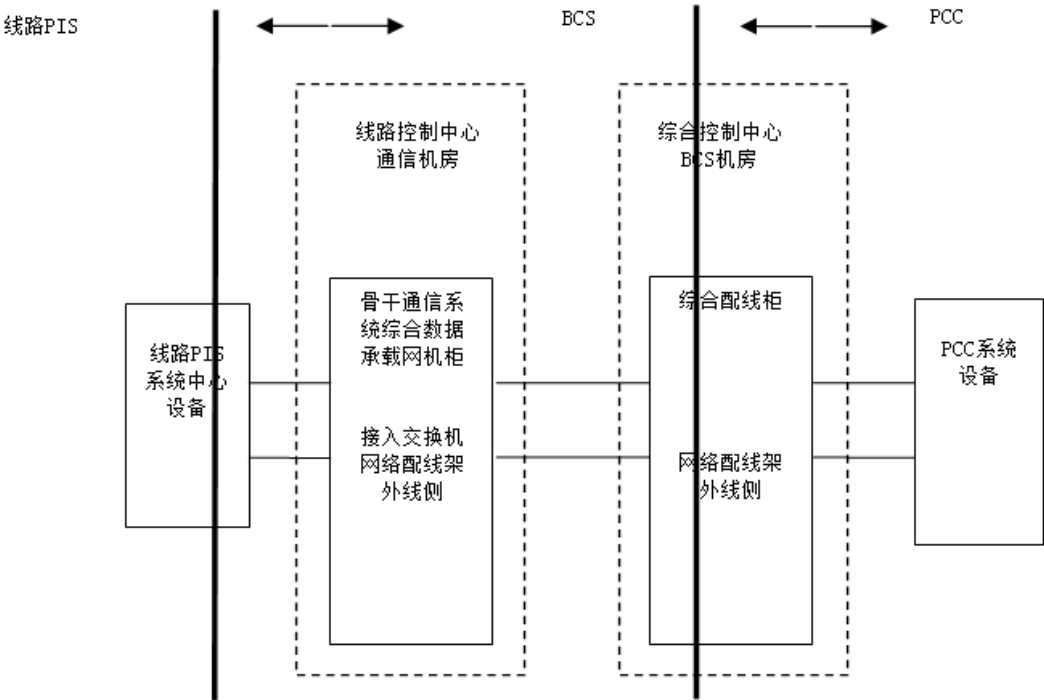 线路PIS
BCS
PCC
线路控制中心
通信机房
综合控制中心
BCS机房
骨干通信系
统综合数据
承载网机柜
接入交换机
网络配线架
外线侧
综合配线柜
网络配线架
外线侧
线路PIS
系统中心
设备
PCC系统
设备